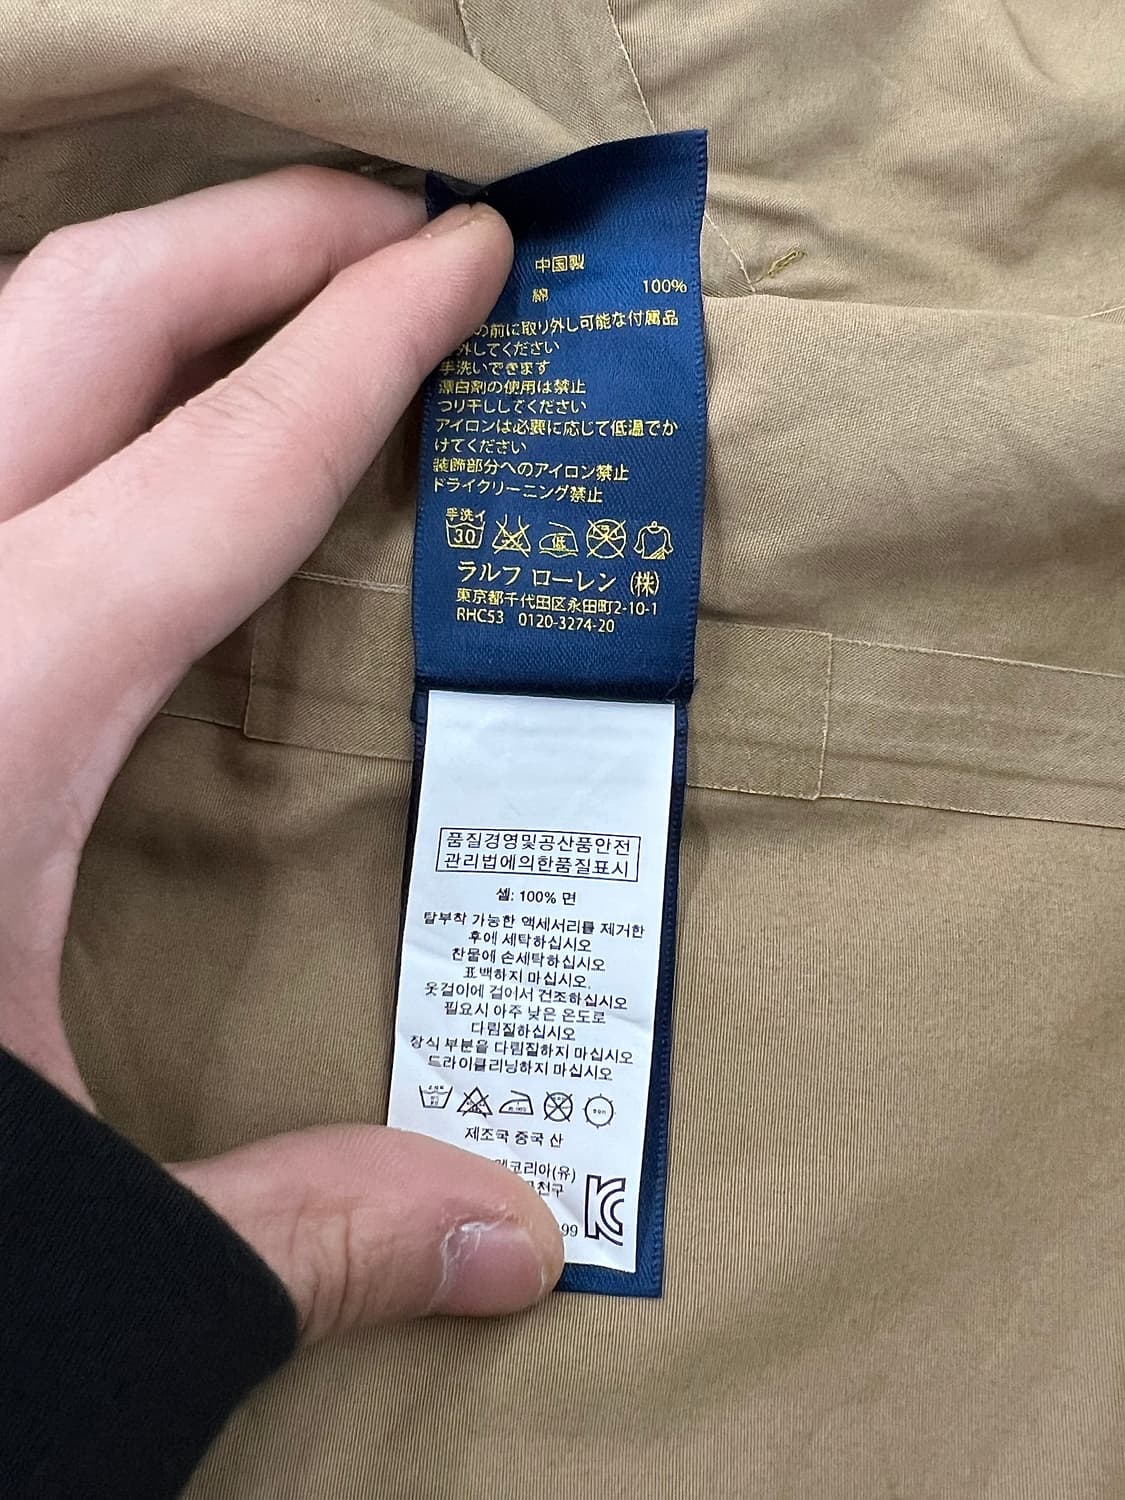 中国製
綿 100%
の前に取り外し可能な付属品
外してください
手洗いできます
漂白剤の使用は禁止
つり干ししてください
アイロンは必要に応じて低温でか
けてください
装飾部分へのアイロン禁止
ドライクリーニング禁止
手洗イ
30
低
ラルフ ローレン (株)
東京都千代田区永田町2-10-1
RHC53 0120-3274-20
품질경영및공산품안전
관리법에의한품질표시
셀: 100% 면
탈부착 가능한 액세서리를 제거한
후에 세탁하십시오
찬물에 손세탁하십시오
표백하지 마십시오.
옷걸이에 걸어서 건조하십시오
필요시 아주 낮은 온도로
다림질하십시오
장식 부분을 다림질하지 마십시오
드라이클리닝하지 마십시오
제조국 중국 산
코리아(유)
천구
99